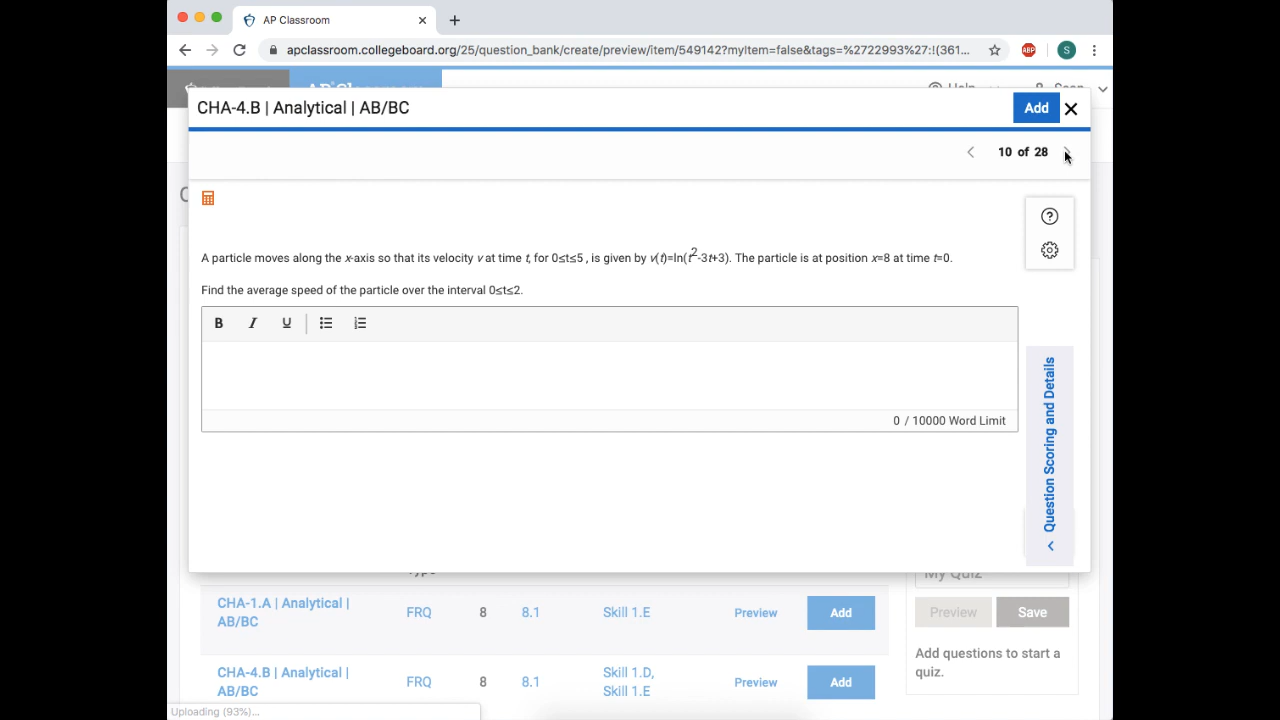 AP Classroom
apclassroom.collegeboard.org/25/question_bank/create/preview/item/549142?myItem=false&tags=%2722993%27:!(361...
ABP
S
Help
CHA-4.B | Analytical | AB/BC
Add
10 of 28
A particle moves along the x-axis so that its velocity v at time t, for 0≤t≤5 , is given by v(t)=ln(t²-3t+3). The particle is at position x=8 at time t=0.
Find the average speed of the particle over the interval 0≤t≤2.
B I U
0 / 10000 Word Limit
Question Scoring and Details
Type
My Quiz
CHA-1.A | Analytical |
AB/BC
FRQ 8 8.1 Skill 1.E Preview Add
Preview Save
Add questions to start a
quiz.
CHA-4.B | Analytical |
AB/BC
FRQ 8 8.1 Skill 1.D,
Skill 1.E
Preview Add
Uploading (93%)...